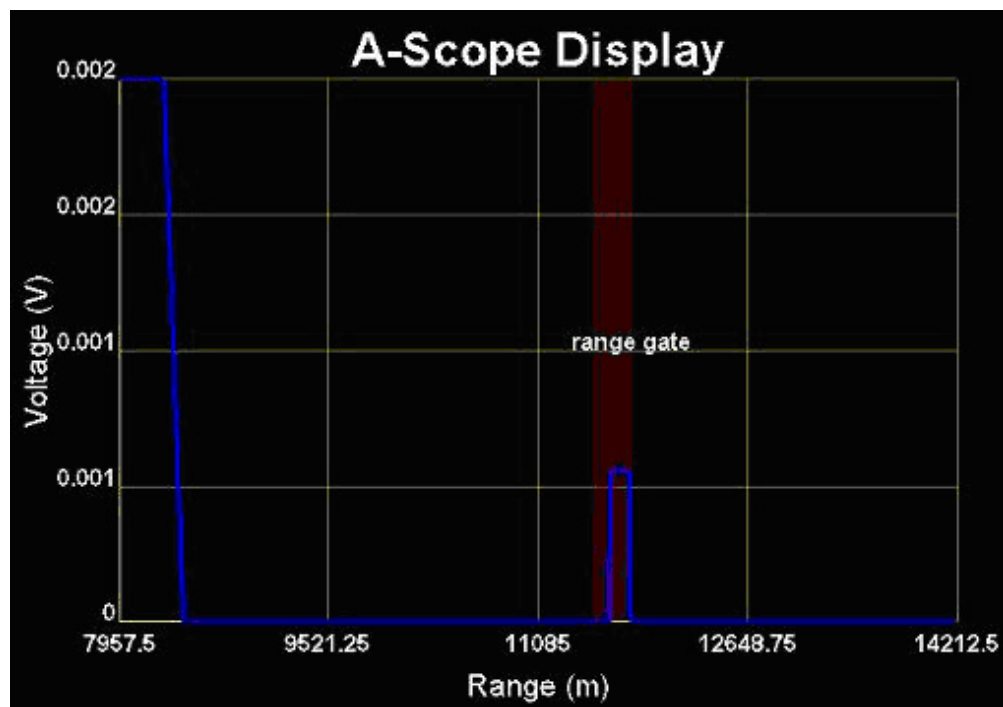 A-Scope Display
0.002
0.002
Voltage (V)
0.001
range gate
0.001
0
7957.5 9521.25 11085 12648.75 14212.5
Range (m)